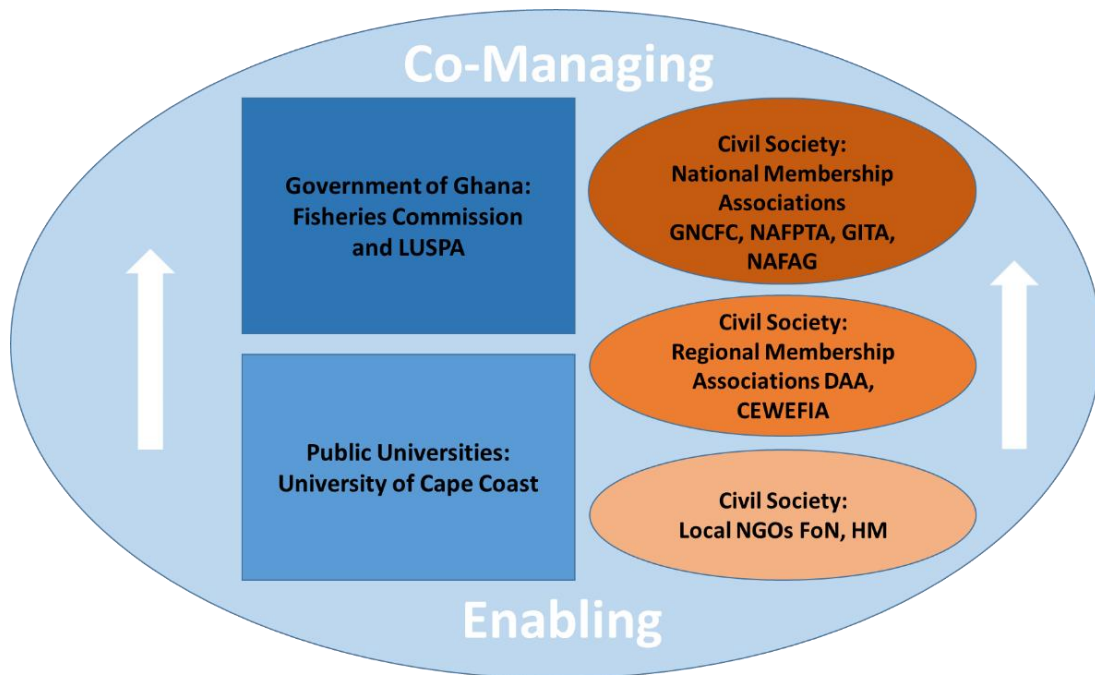 Co-Managing
Government of Ghana:
Fisheries Commission
and LUSPA
Public Universities:
University of Cape Coast
Civil Society:
National Membership
Associations
GNCFC, NAFPTA, GITA,
NAFAG
Civil Society:
Regional Membership
Associations DAA,
CEWEFIA
Civil Society:
Local NGOs FoN, HM
Enabling